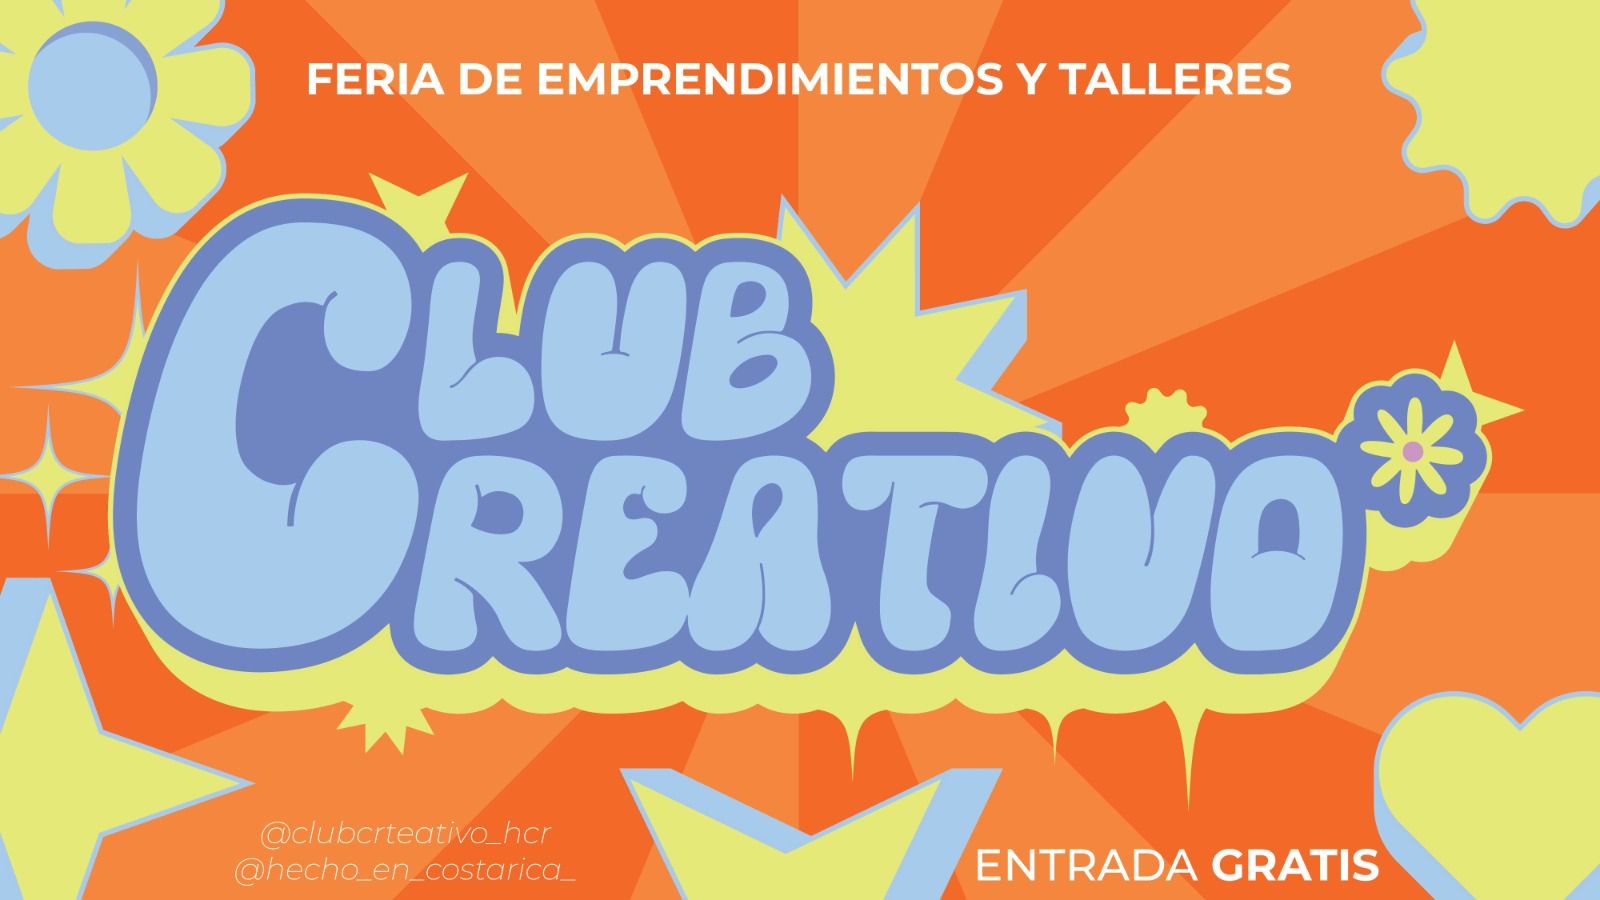 FERIA DE EMPRENDIMIENTOS Y TALLERES
CLUB
CREATIVO
@clubcrteativo_hcr
@hecho_en_costarica_
ENTRADA GRATIS